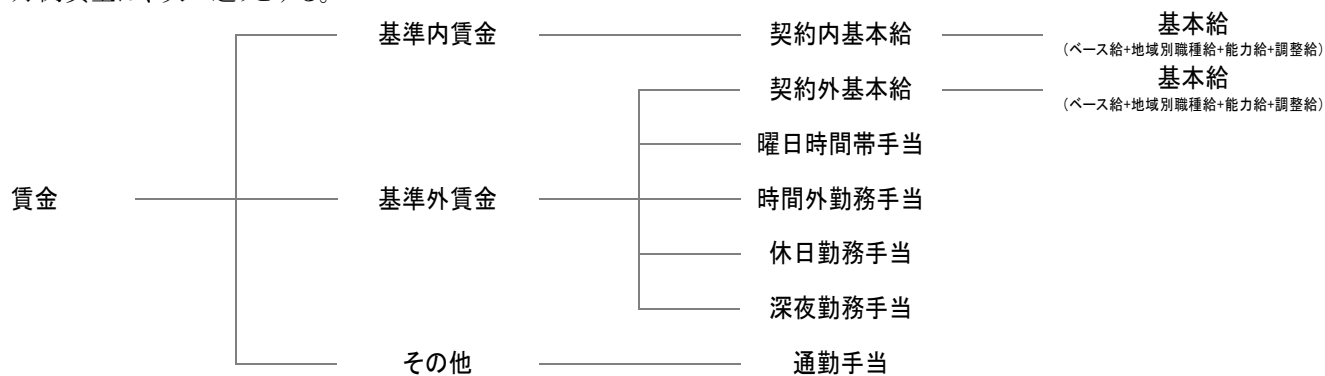 基準内賃金 契約内基本給 基本給
(ベース給+地域別職種給+能力給+調整給)
契約外基本給 基本給
(ベース給+地域別職種給+能力給+調整給)
曜日時間帯手当
賃金 基準外賃金 時間外勤務手当
休日勤務手当
深夜勤務手当
その他 通勤手当